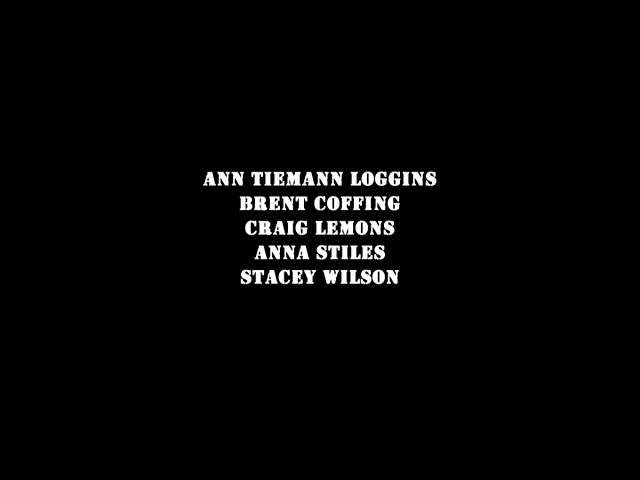 ANN TIEMANN LOGGINS
BRENT COFFING
CRAIG LEMONS
ANNA STILES
STACEY WILSON